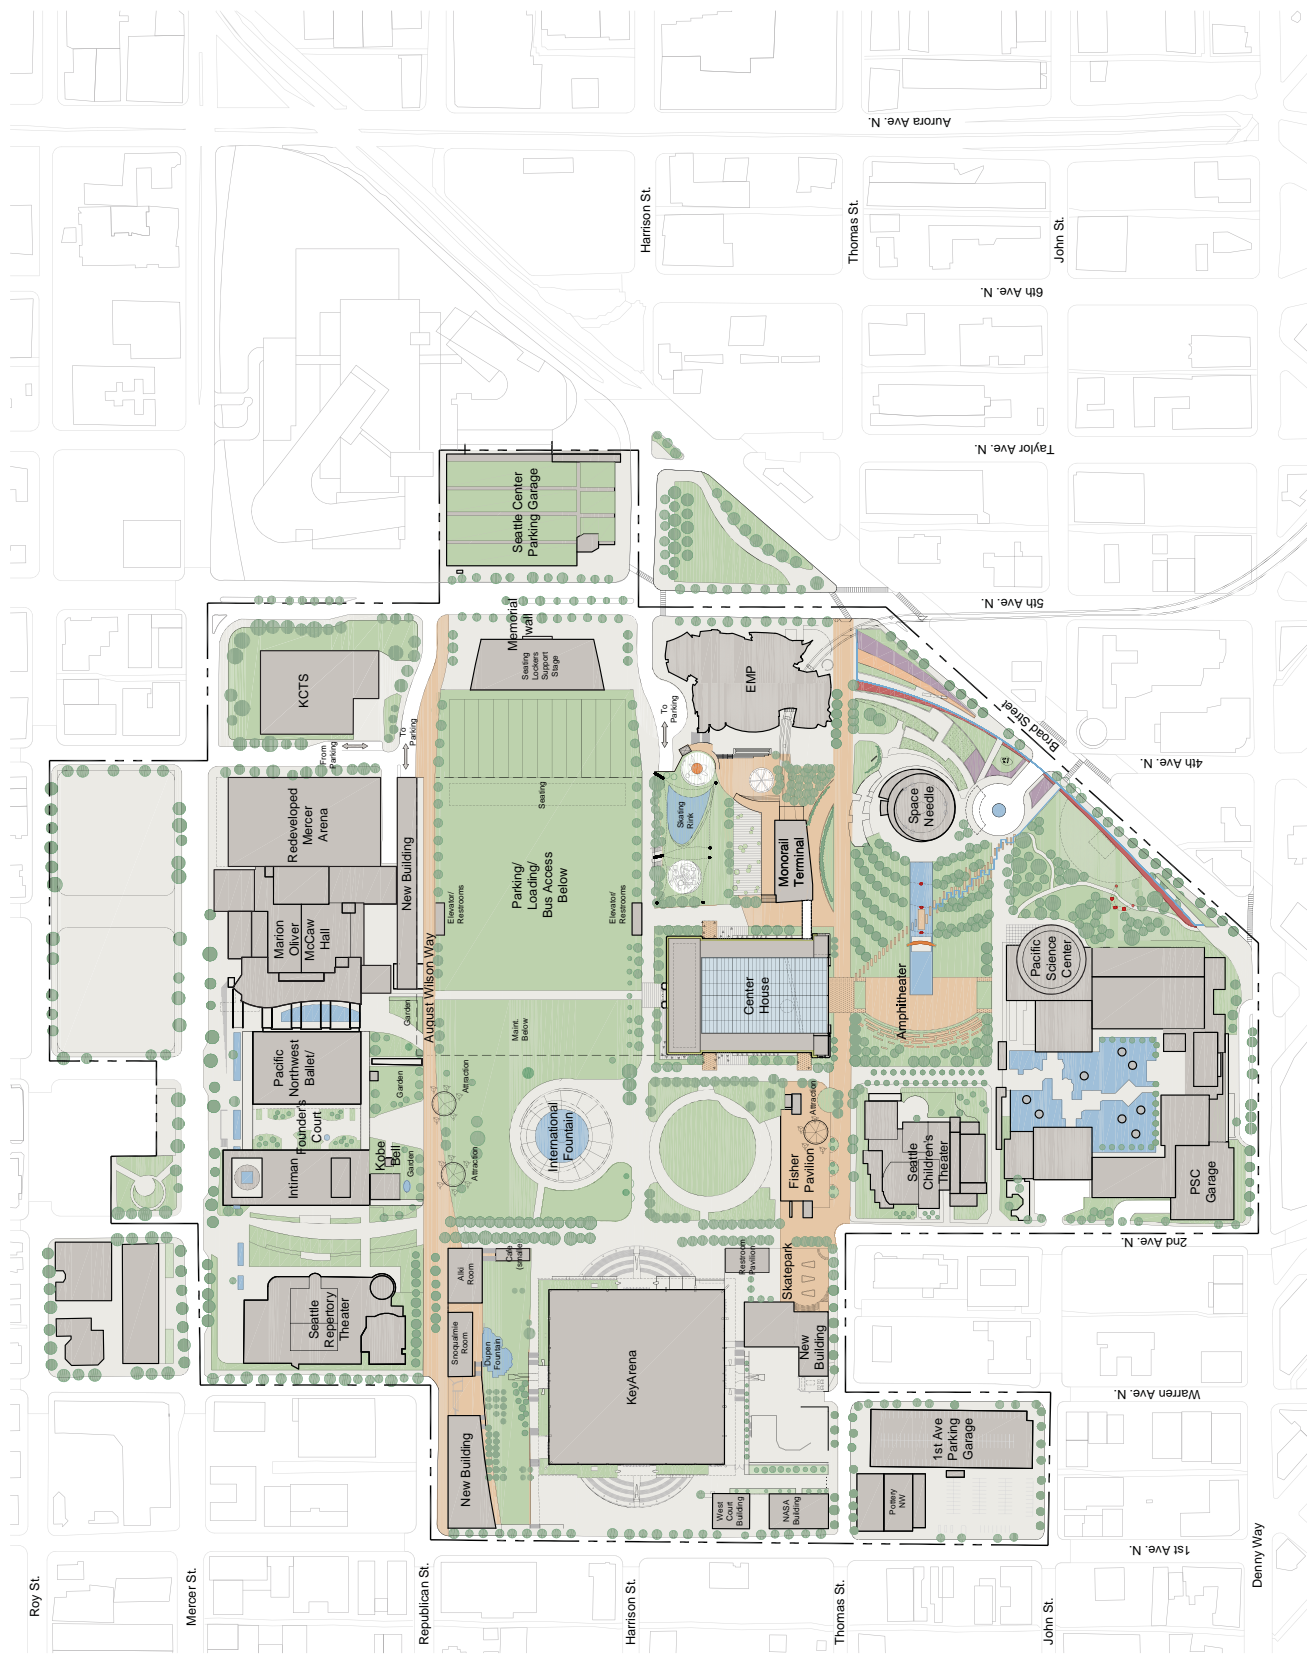 Aurora Ave N.
Harrison St.
Thomas St.
John St.
6th Ave. N.
Taylor Ave. N.
5th Ave. N.
4th Ave. N.
Broad Street
Seattle Center
Parking Garage
Memorial
wall
Seating
Lockers
Support
Stage
KCTS
EMP
From
Parking
To
Parking
To
Parking
Redeveloped
Mercer
Arena
New Building
Seating
Skating
Rink
Monorail
Terminal
Space
Needle
Marion
Oliver
McCaw
Hall
Elevator/
Restrooms
Parking/
Loading/
Bus Access
Below
Elevator/
Restrooms
August Wilson Way
Garden
Maint.
Below
Center
House
Amphitheater
Pacific
Science
Center
Pacific
Northwest
Ballet/
Garden
Attraction
Founder's
Court
International
Fountain
Attraction
Intiman
Kobe
Bell
Garden
Attraction
Fisher
Pavilion
Seattle
Children's
Theater
PSC
Garage
2nd Ave. N.
Alki
Room
Cafe
(smaller)
Restroom
Pavilion
Skatepark
Seattle
Repertory
Theater
Snoqualmie
Room
Dupen
Fountain
KeyArena
New
Building
Warren Ave. N.
New Building
West
Court
Building
NASA
Building
1st Ave
Parking
Garage
Pottery
NW
1st Ave. N.
Roy St.
Mercer St.
Republican St.
Harrison St.
Thomas St.
John St.
Denny Way